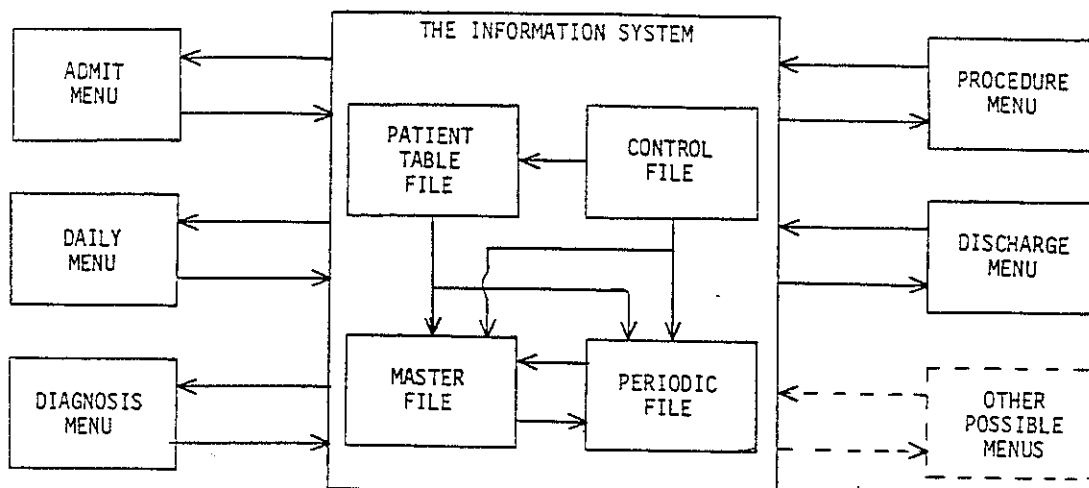 THE INFORMATION SYSTEM
ADMIT
MENU
DAILY
MENU
DIAGNOSIS
MENU
PATIENT
TABLE
FILE
CONTROL
FILE
MASTER
FILE
PERIODIC
FILE
PROCEDURE
MENU
DISCHARGE
MENU
OTHER
POSSIBLE
MENUS